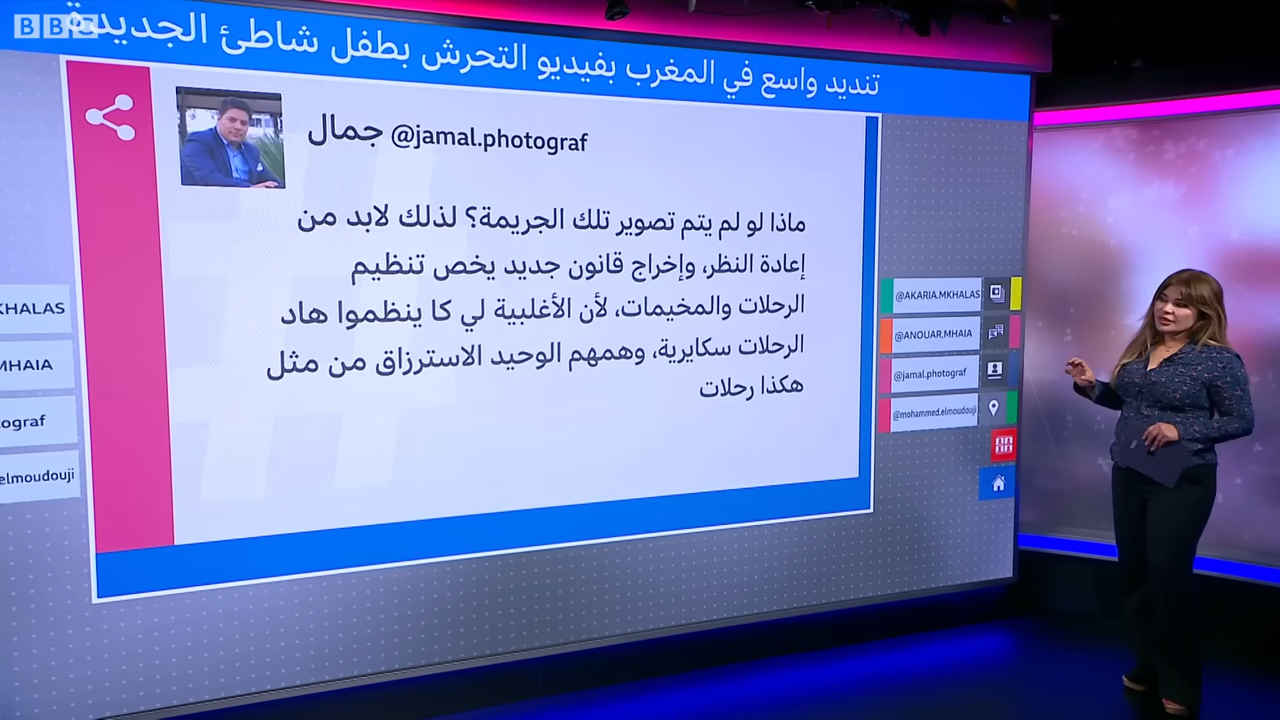 BBC
تنديد واسع في المغرب بفيديو التحرش بطفل شاطئ الجديدة
جمال @jamal.photograf
ماذا لو لم يتم تصوير تلك الجريمة؟ لذلك لابد من
إعادة النظر، وإخراج قانون جديد يخص تنظيم
الرحلات والمخيمات، لأن الأغلبية لي كا ينظموا هاد
الرحلات سكايرية، وهمهم الوحيد الاسترزاق من مثل
هكذا رحلات
KHALAS
MHAIA
ograf
elmoudouji
@AKARIA.MKHALAS
@ANOUAR.MHAIA
@jamal.photograf
@mohammed.elmoudouji